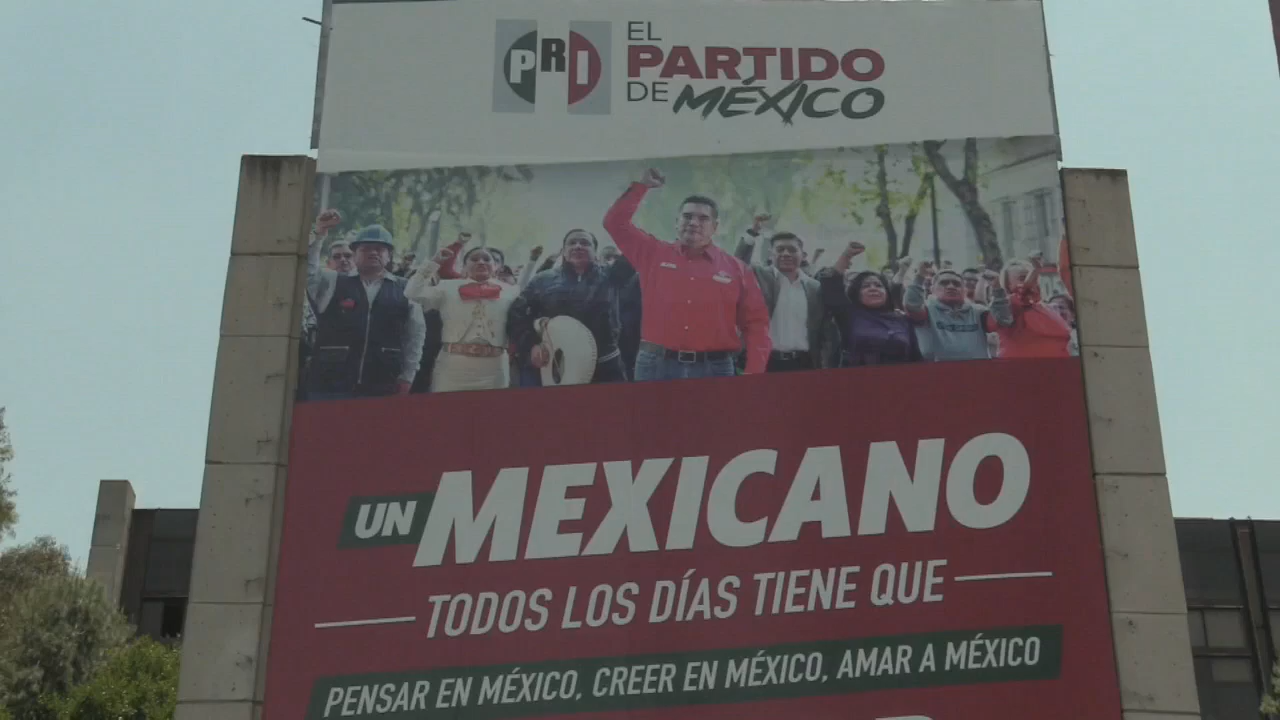 PRI
EL
PARTIDO
DE MÉXICO
UN MEXICANO
TODOS LOS DÍAS TIENE QUE
PENSAR EN MÉXICO, CREER EN MÉXICO, AMAR A MÉXICO